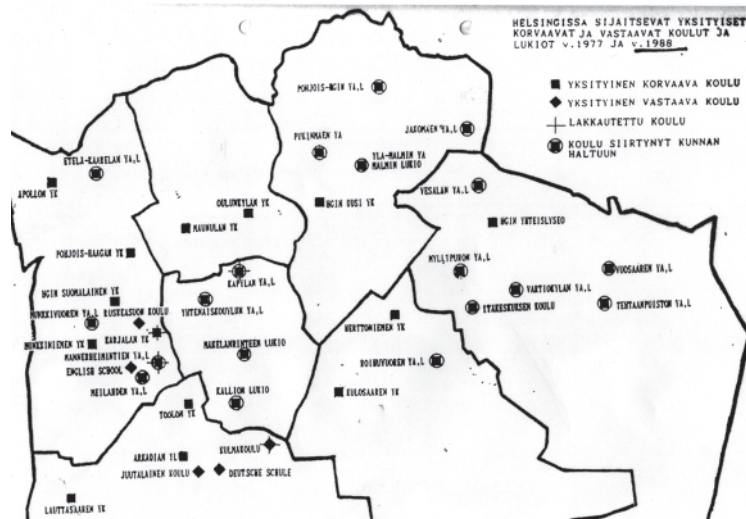 HELSINGISSA SIJAITSEVAT YKSITYISET
KORVAAVAT JA VASTAAVAT KOULUT JA
LUKIOT v.1977 JA v.1988
YKSITYINEN KORVAAVA KOULU
YKSITYINEN VASTAAVA KOULU
LAKKAUTETTU KOULU
KOULU SIIRTYNYT KUNNAN
HALTUUN
POHJOIS-HGIN YA,L
JAKOMAEN YA,L
PUKINMAEN YA
YLA-MALMIN YA
MALMIN LUKIO
ETELA-KAARELAN YA,L
APOLLON YK
VESALAN YA,L
OULUNKYLAN YK
HGIN UUSI YK
MAUNULAN YK
HGIN YHTEISLYSEO
POHJOIS-HAAGAN YK
MYLLYPURON YA,L
VUOSAAREN YA,L
KAPYLAN YA,L
VARTIOKYLAN YA,L
HGIN SUOMALAINEN YK
MUNKKIVUOREN YA,L
RUSKEASUON KOULU
YHTENAISKOULUN YA,L
ITAKESKUKSEN KOULU
TEHTAANPUISTON YA,L
HERTTONIEMEN YK
KARJALAN YK
MUNKKINIEMEN YK
MANNERHEIMINTIEN YA,L
MAKELANRINTEEN LUKIO
ROIHUVUOREN YA,L
ENGLISH SCHOOL
MEILAHDEN YA,L
KALLION LUKIO
KULOSAAREN YK
TOOLON YK
KULMAKOULU
ARKADIAN YL
JUUTALAINEN KOULU
DEUTSCHE SCHULE
LAUTTASAAREN YK